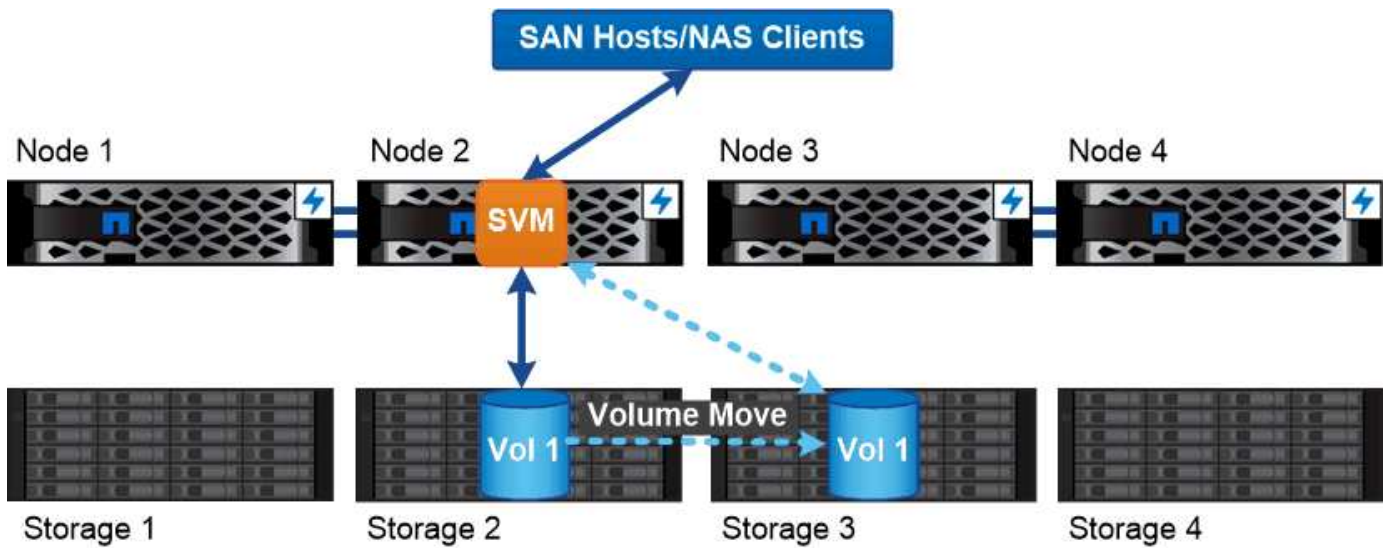 SAN Hosts/NAS Clients
Node 1
Node 2
Node 3
Node 4
SVM
Volume Move
Vol 1
Vol 1
Storage 1
Storage 2
Storage 3
Storage 4